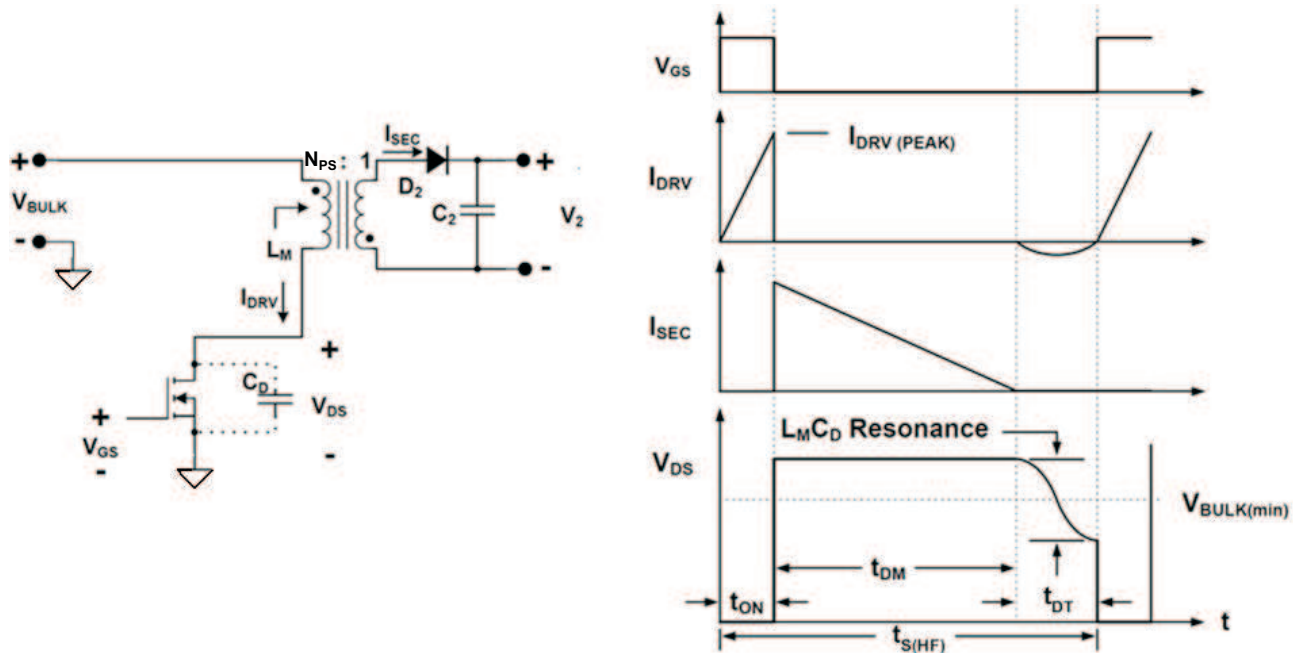 I_SEC
+
N_PS : 1
+
V_BULK
D_2
C_2
V_2
-
L_M
-
I_DRV
+
C_D
V_DS
+
V_GS
-
-
V_GS
I_DRV (PEAK)
I_DRV
I_SEC
L_MC_D Resonance
V_DS
V_BULK(min)
t_DM
t_ON
t_DT
t
t_S(HF)